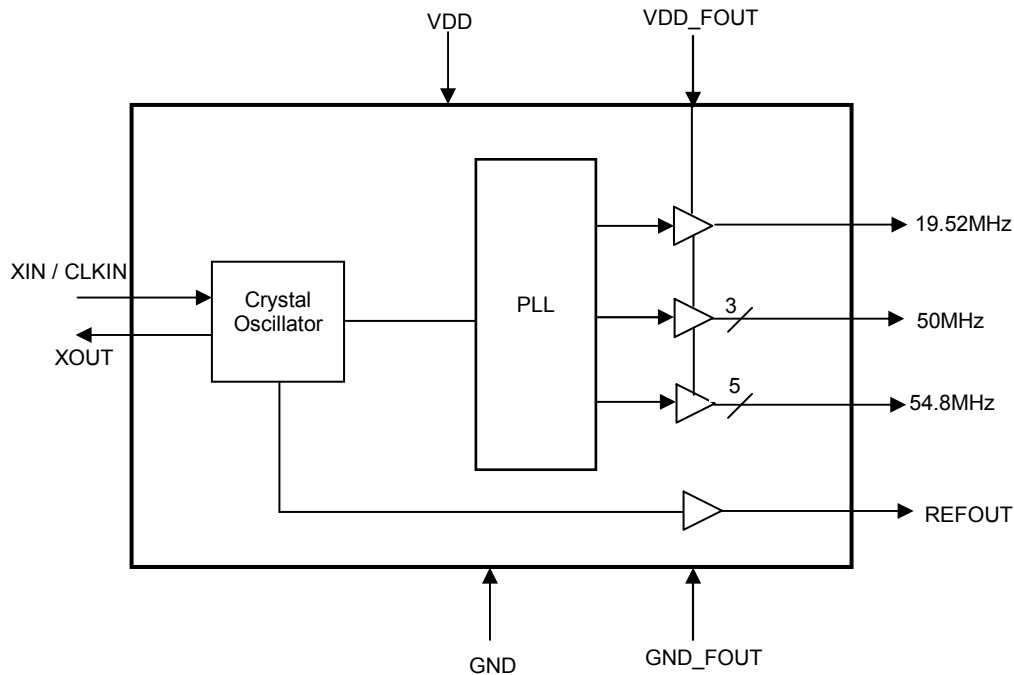 VDD
VDD_FOUT
19.52MHz
XIN / CLKIN
Crystal
Oscillator
PLL
3
50MHz
XOUT
5
54.8MHz
REFOUT
GND
GND_FOUT